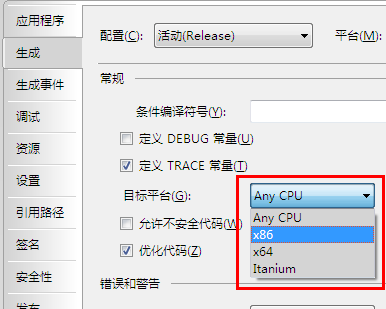 应用程序
生成
生成事件
调试
资源
设置
引用路径
签名
安全性
发布
配置(C):
活动(Release)
平台(M):
常规
条件编译符号(Y):
定义 DEBUG 常量(U)
定义 TRACE 常量(T)
目标平台(G):
Any CPU
Any CPU
x86
x64
Itanium
允许不安全代码(W)
优化代码(Z)
错误和警告